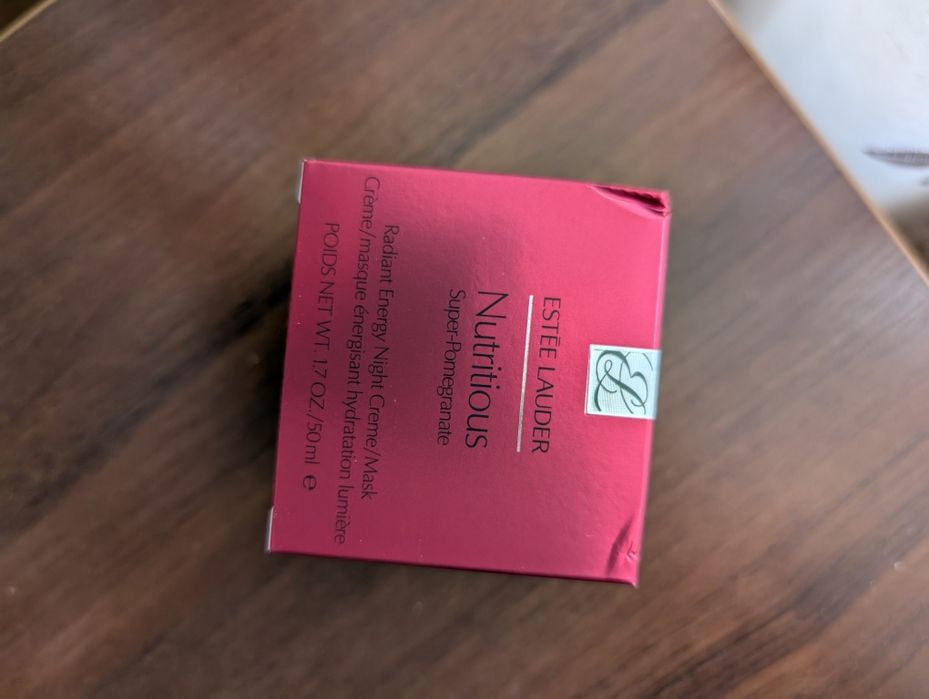 ESTĒE LAUDER
Nutritious
Super-Pomegranate
Radiant Energy Night Creme/Mask
Crème/masque énergisant hydratation lumière
POIDS NET WT. 1.7 OZ./50 ml ℮